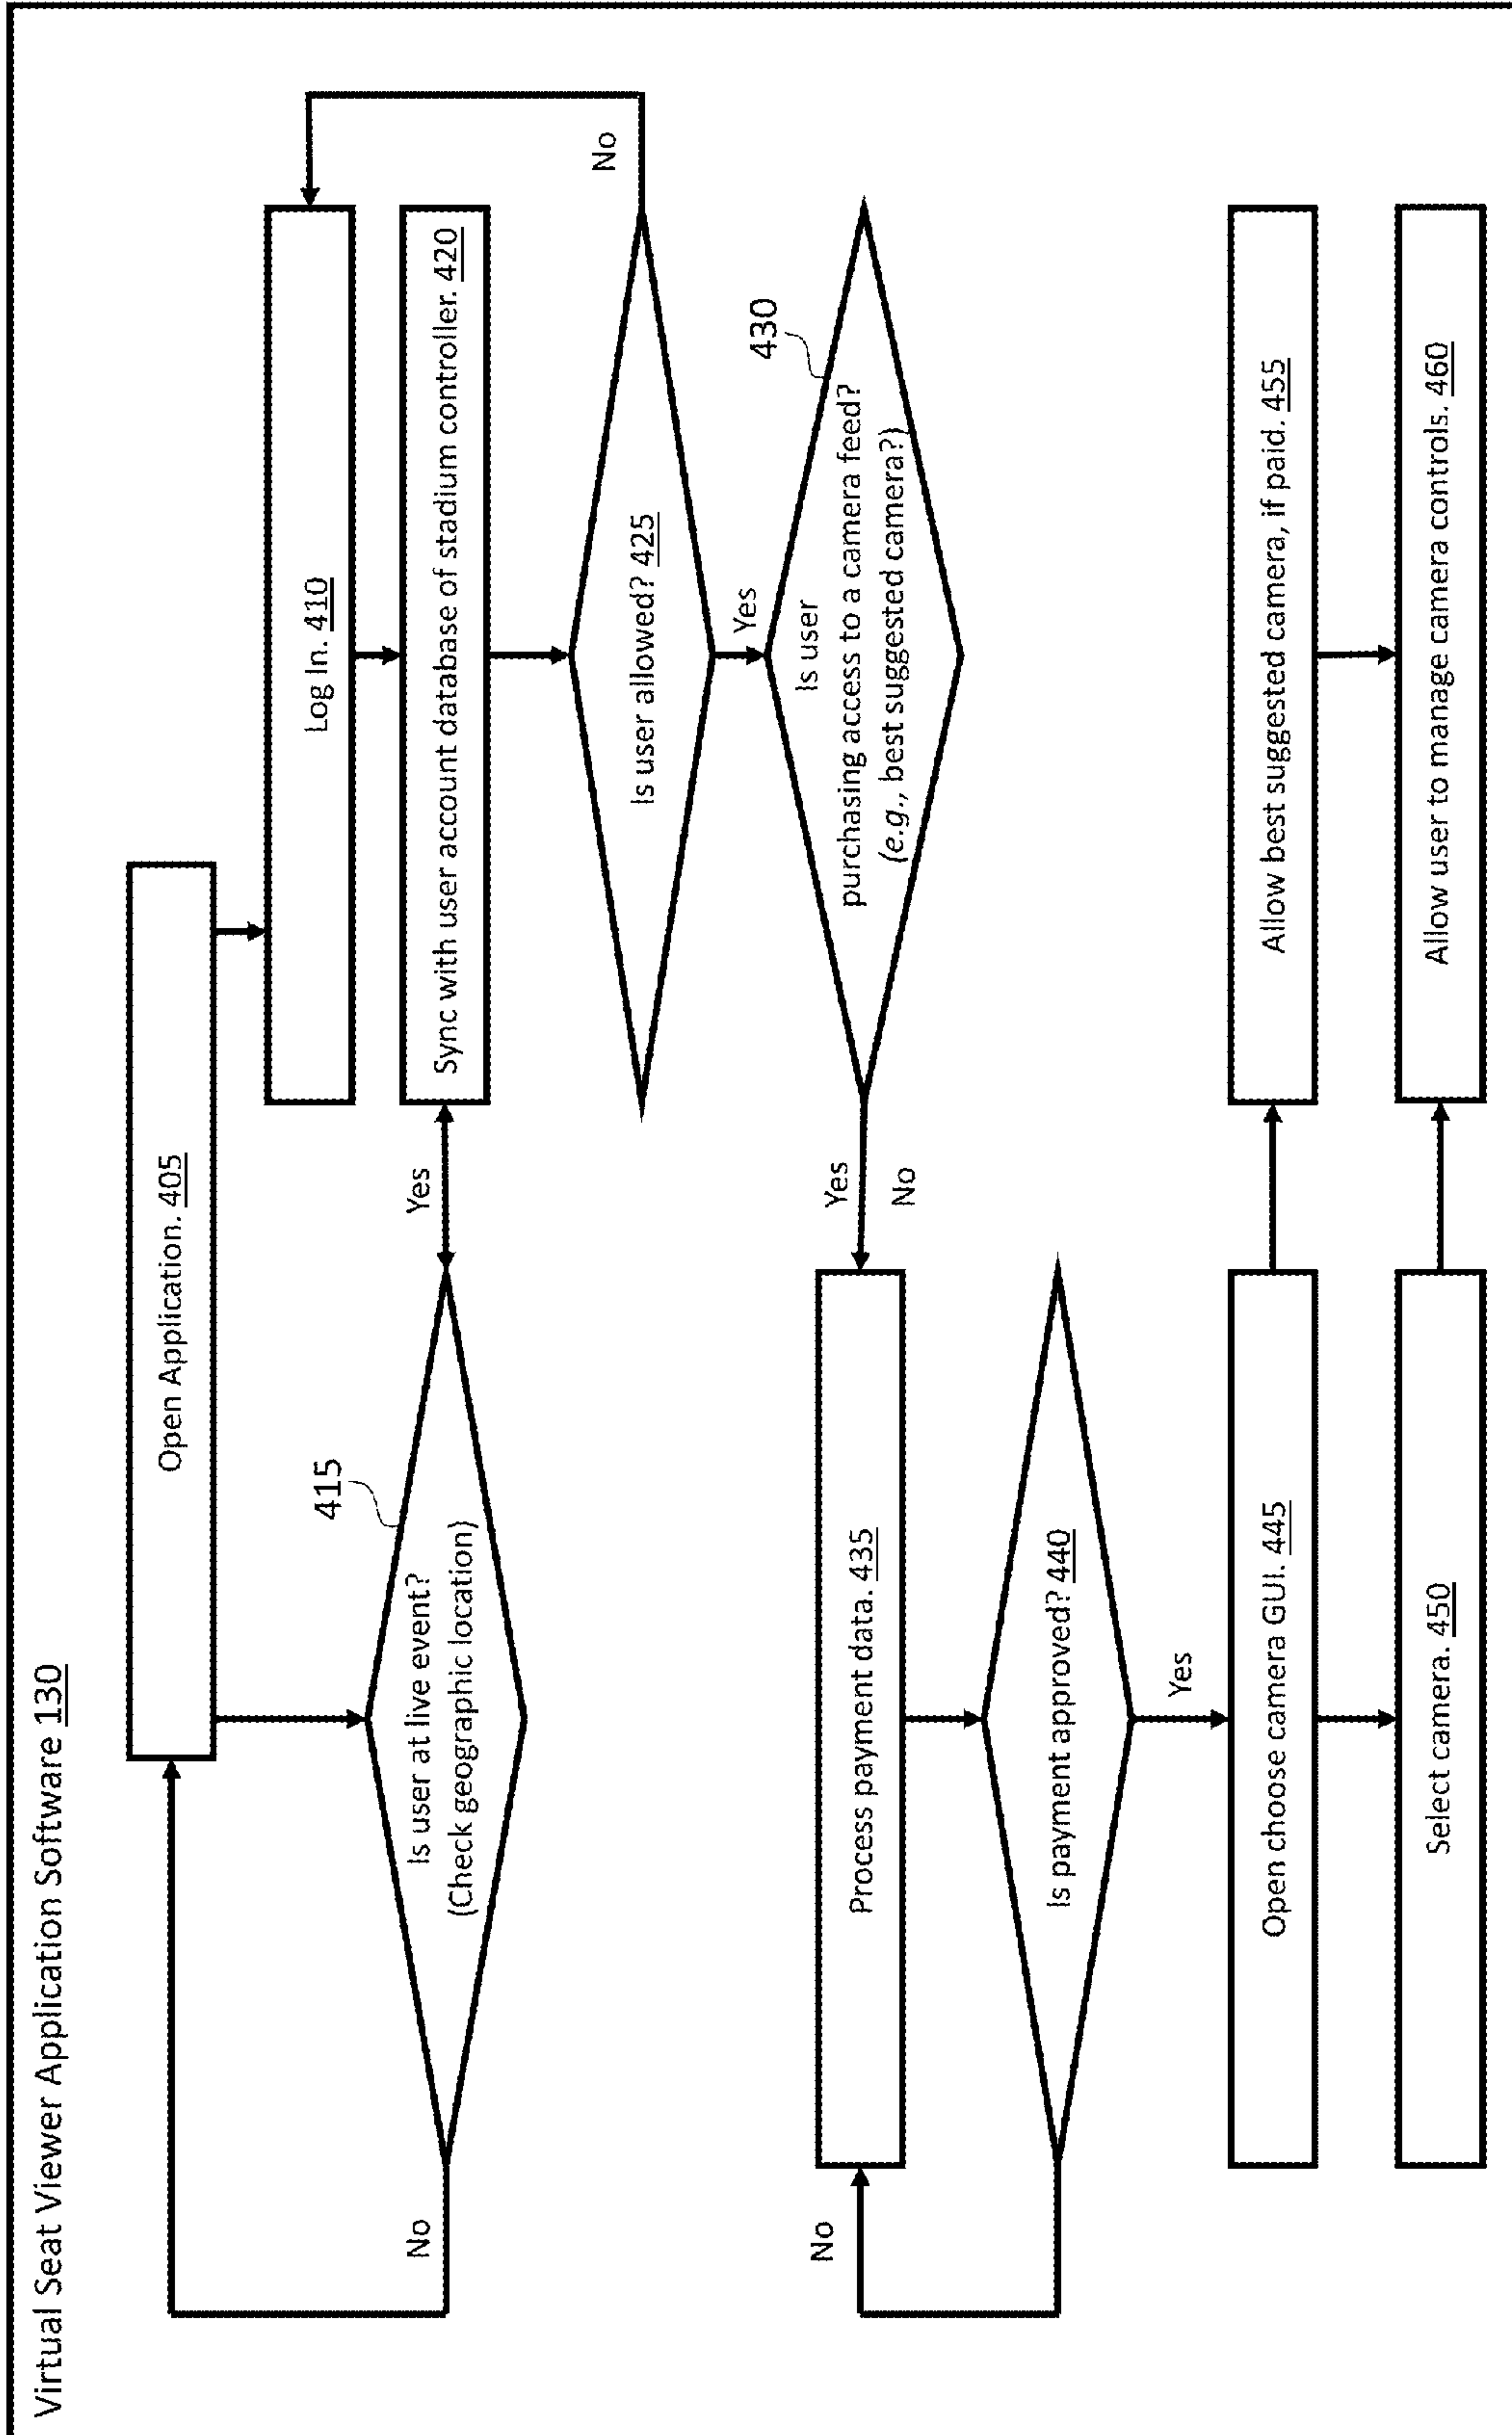 Virtual Seat Viewer Application Software 130
Open Application. 405
415
Is user at live event?
(Check geographic location)
No
Yes
Log In. 410
Sync with user account database of stadium controller. 420
Is user allowed? 425
No
Yes
430
Is user
purchasing access to a camera feed?
(e.g., best suggested camera?)
Yes
No
Process payment data. 435
No
Is payment approved? 440
Yes
Open choose camera GUI. 445
Allow best suggested camera, if paid. 455
Select camera. 450
Allow user to manage camera controls. 460